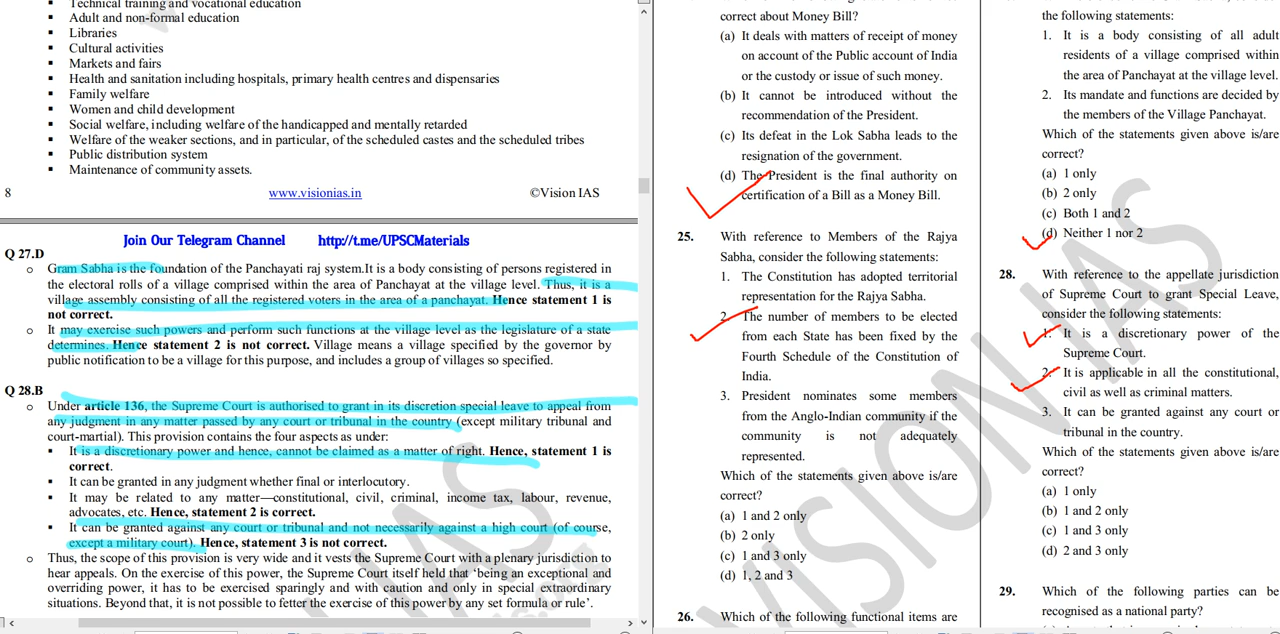 Technical training and vocational education
▪ Adult and non-formal education
▪ Libraries
▪ Cultural activities
▪ Markets and fairs
▪ Health and sanitation including hospitals, primary health centres and dispensaries
▪ Family welfare
▪ Women and child development
▪ Social welfare, including welfare of the handicapped and mentally retarded
▪ Welfare of the weaker sections, and in particular, of the scheduled castes and the scheduled tribes
▪ Public distribution system
▪ Maintenance of community assets.
8 www.visionias.in ©Vision IAS
Join Our Telegram Channel http://t.me/UPSCMaterials
Q 27.D
o Gram Sabha is the foundation of the Panchayati raj system.It is a body consisting of persons registered in
the electoral rolls of a village comprised within the area of Panchayat at the village level. Thus, it is a
village assembly consisting of all the registered voters in the area of a panchayat. Hence statement 1 is
not correct.
o It may exercise such powers and perform such functions at the village level as the legislature of a state
determines. Hence statement 2 is not correct. Village means a village specified by the governor by
public notification to be a village for this purpose, and includes a group of villages so specified.
Q 28.B
o Under article 136, the Supreme Court is authorised to grant in its discretion special leave to appeal from
any judgment in any matter passed by any court or tribunal in the country (except military tribunal and
court-martial). This provision contains the four aspects as under:
▪ It is a discretionary power and hence, cannot be claimed as a matter of right. Hence, statement 1 is
correct.
▪ It can be granted in any judgment whether final or interlocutory.
▪ It may be related to any matter—constitutional, civil, criminal, income tax, labour, revenue,
advocates, etc. Hence, statement 2 is correct.
▪ It can be granted against any court or tribunal and not necessarily against a high court (of course,
except a military court). Hence, statement 3 is not correct.
o Thus, the scope of this provision is very wide and it vests the Supreme Court with a plenary jurisdiction to
hear appeals. On the exercise of this power, the Supreme Court itself held that ‘being an exceptional and
overriding power, it has to be exercised sparingly and with caution and only in special extraordinary
situations. Beyond that, it is not possible to fetter the exercise of this power by any set formula or rule’.
correct about Money Bill?
(a) It deals with matters of receipt of money
on account of the Public account of India
or the custody or issue of such money.
(b) It cannot be introduced without the
recommendation of the President.
(c) Its defeat in the Lok Sabha leads to the
resignation of the government.
(d) The President is the final authority on
certification of a Bill as a Money Bill.
25. With reference to Members of the Rajya
Sabha, consider the following statements:
1. The Constitution has adopted territorial
representation for the Rajya Sabha.
2. The number of members to be elected
from each State has been fixed by the
Fourth Schedule of the Constitution of
India.
3. President nominates some members
from the Anglo-Indian community if the
community is not adequately
represented.
Which of the statements given above is/are
correct?
(a) 1 and 2 only
(b) 2 only
(c) 1 and 3 only
(d) 1, 2 and 3
26. Which of the following functional items are
the following statements:
1. It is a body consisting of all adult
residents of a village comprised within
the area of Panchayat at the village level.
2. Its mandate and functions are decided by
the members of the Village Panchayat.
Which of the statements given above is/are
correct?
(a) 1 only
(b) 2 only
(c) Both 1 and 2
(d) Neither 1 nor 2
28. With reference to the appellate jurisdiction
of Supreme Court to grant Special Leave,
consider the following statements:
1. It is a discretionary power of the
Supreme Court.
2. It is applicable in all the constitutional,
civil as well as criminal matters.
3. It can be granted against any court or
tribunal in the country.
Which of the statements given above is/are
correct?
(a) 1 only
(b) 1 and 2 only
(c) 1 and 3 only
(d) 2 and 3 only
29. Which of the following parties can be
recognised as a national party?
VISION IAS